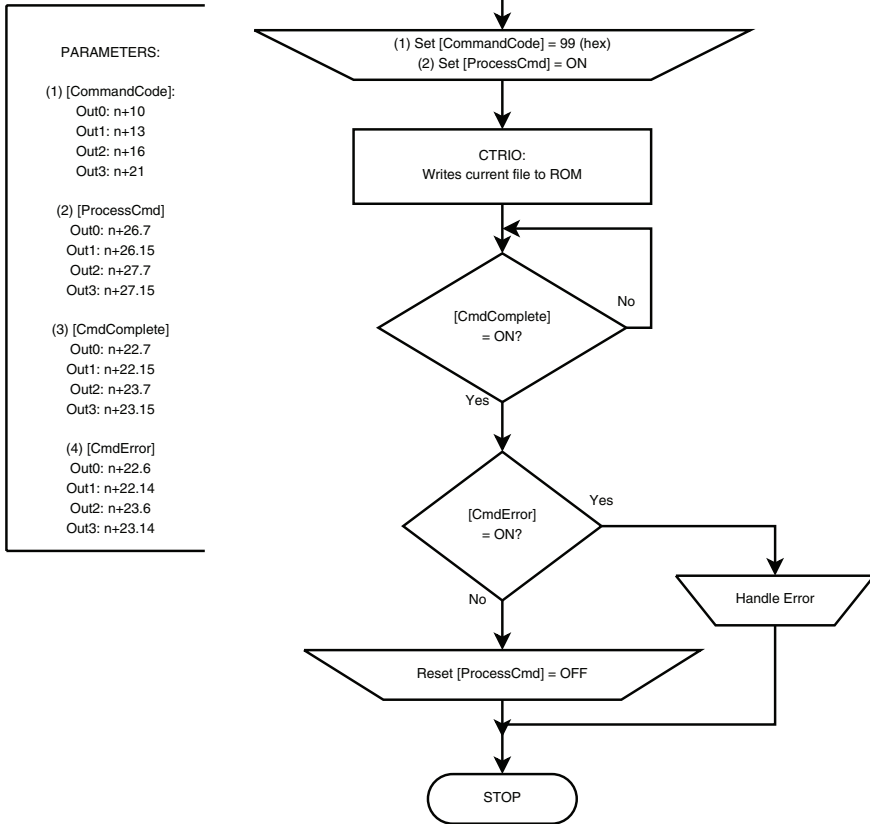 PARAMETERS:
(1) [CommandCode]:
Out0: n+10
Out1: n+13
Out2: n+16
Out3: n+21
(2) [ProcessCmd]
Out0: n+26.7
Out1: n+26.15
Out2: n+27.7
Out3: n+27.15
(3) [CmdComplete]
Out0: n+22.7
Out1: n+22.15
Out2: n+23.7
Out3: n+23.15
(4) [CmdError]
Out0: n+22.6
Out1: n+22.14
Out2: n+23.6
Out3: n+23.14
(1) Set [CommandCode] = 99 (hex)
(2) Set [ProcessCmd] = ON
CTRIO:
Writes current file to ROM
[CmdComplete]
= ON?
No
Yes
[CmdError]
= ON?
Yes
No
Handle Error
Reset [ProcessCmd] = OFF
STOP